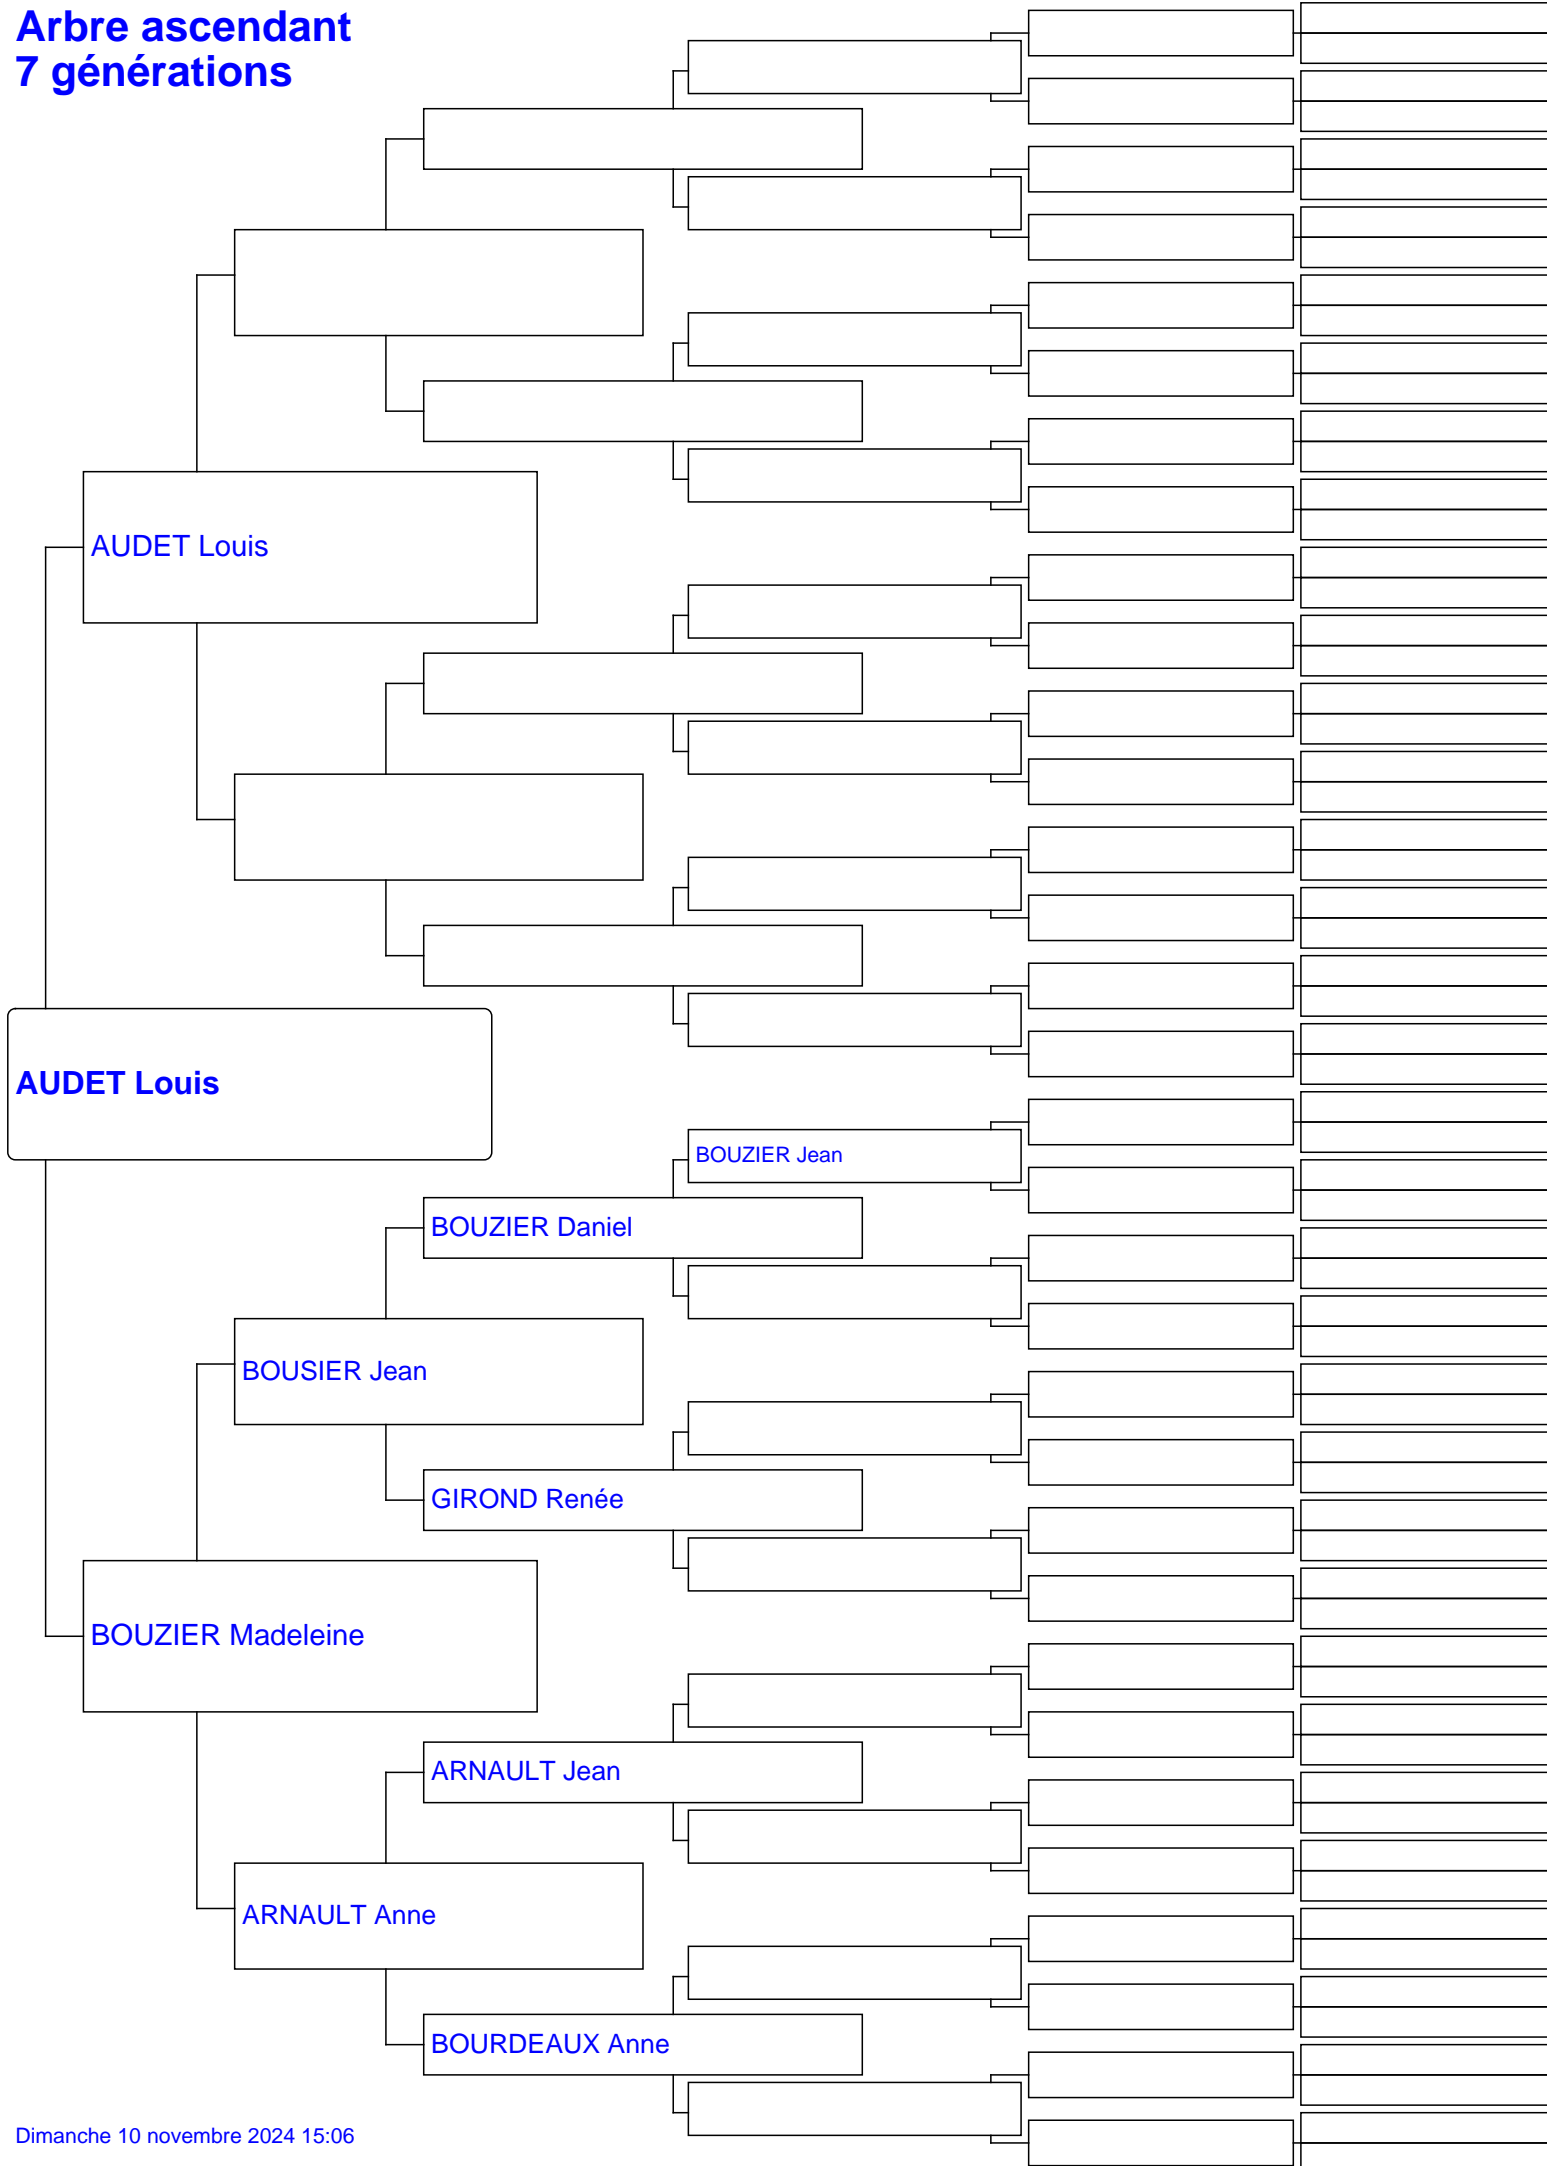 Arbre ascendant
7 générations
AUDET Louis
AUDET Louis
BOUZIER Jean
BOUZIER Daniel
BOUSIER Jean
GIROND Renée
BOUZIER Madeleine
ARNAULT Jean
ARNAULT Anne
BOURDEAUX Anne
Dimanche 10 novembre 2024 15:06